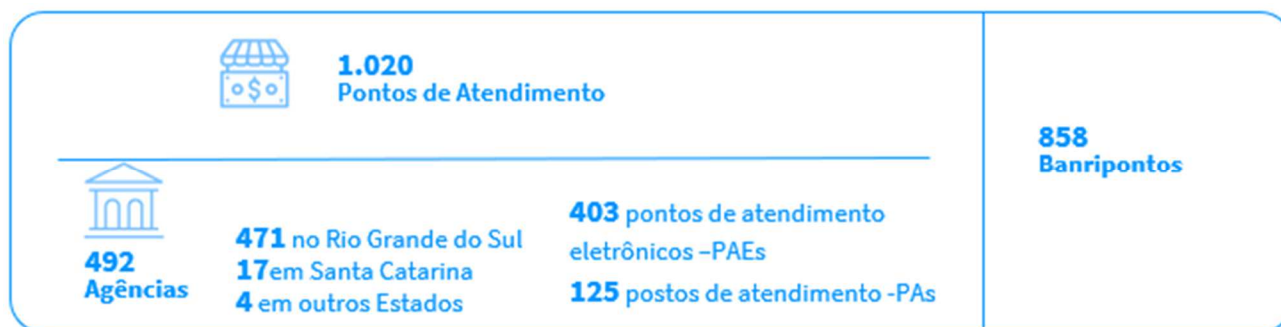 1.020
Pontos de Atendimento
492
Agências
471 no Rio Grande do Sul
17em Santa Catarina
4 em outros Estados
403 pontos de atendimento
eletrônicos –PAEs
125 postos de atendimento -PAs
858
Banripontos